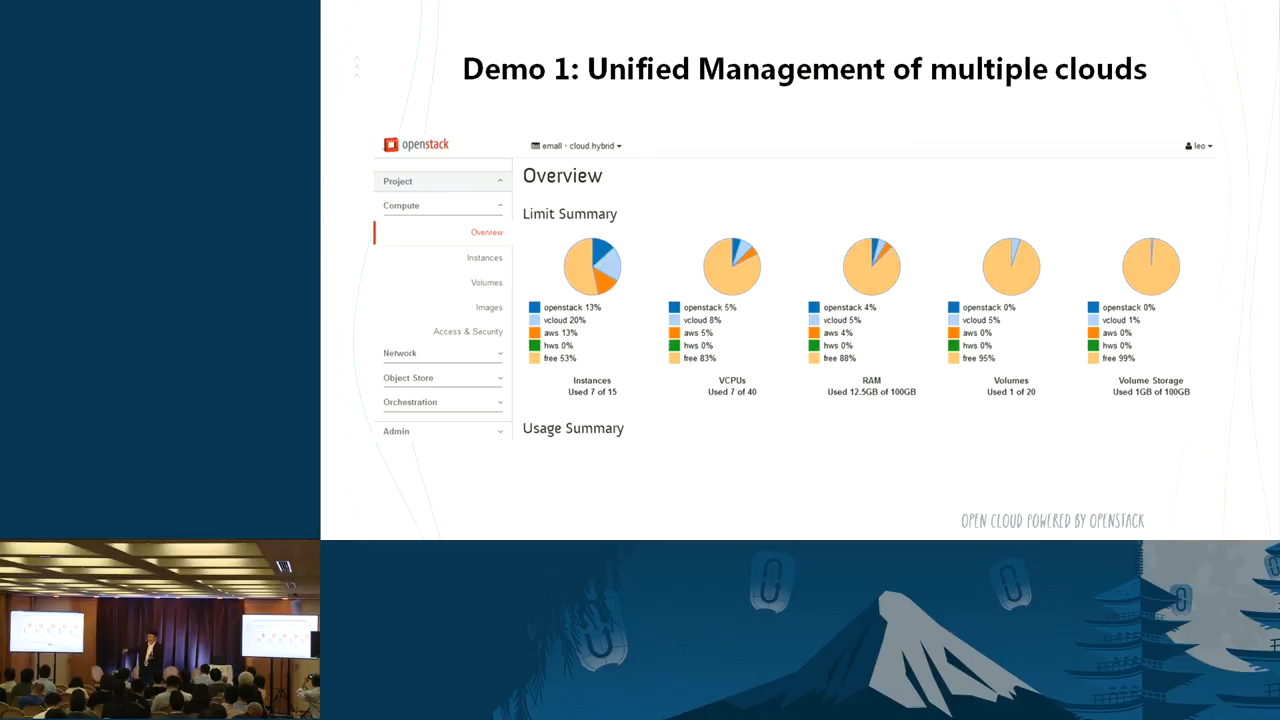 Demo 1: Unified Management of multiple clouds
openstack
email · cloud.hybrid
leo
Project
Compute
Overview
Instances
Volumes
Images
Access & Security
Network
Object Store
Orchestration
Admin
Overview
Limit Summary
openstack 13%
vcloud 20%
aws 13%
hws 0%
free 53%
Instances
Used 7 of 15
openstack 5%
vcloud 8%
aws 5%
hws 0%
free 83%
VCPUs
Used 7 of 40
openstack 4%
vcloud 5%
aws 4%
hws 0%
free 88%
RAM
Used 12.5GB of 100GB
openstack 0%
vcloud 5%
aws 0%
hws 0%
free 95%
Volumes
Used 1 of 20
openstack 0%
vcloud 1%
aws 0%
hws 0%
free 99%
Volume Storage
Used 1GB of 100GB
Usage Summary
OPEN CLOUD POWERED BY OPENSTACK